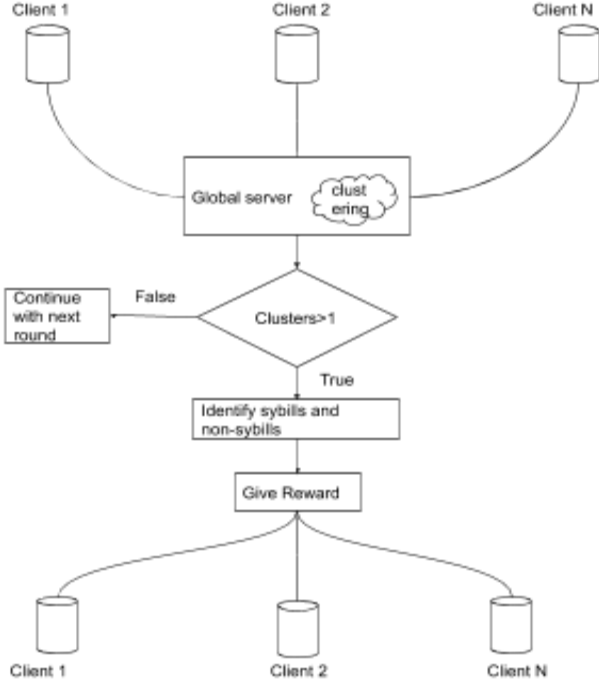 Client 1
Client 2
Client N
Global server
clust
ering
Clusters>1
False
Continue
with next
round
True
Identify sybills and
non-sybills
Give Reward
Client 1
Client 2
Client N